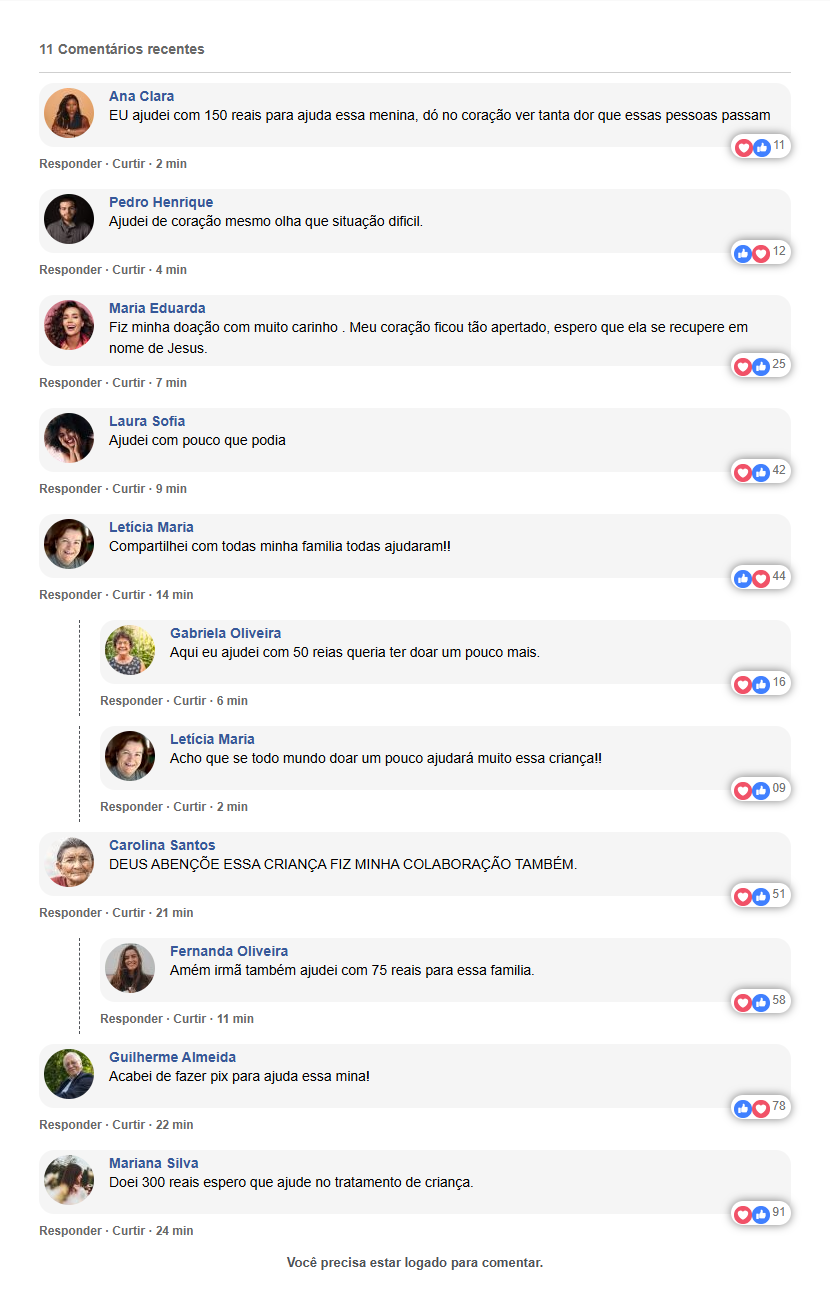 11 Comentários recentes
Ana Clara
EU ajudei com 150 reais para ajuda essa menina, dó no coração ver tanta dor que essas pessoas passam
11
Responder · Curtir · 2 min
Pedro Henrique
Ajudei de coração mesmo olha que situação dificil.
12
Responder · Curtir · 4 min
Maria Eduarda
Fiz minha doação com muito carinho . Meu coração ficou tão apertado, espero que ela se recupere em
nome de Jesus.
25
Responder · Curtir · 7 min
Laura Sofia
Ajudei com pouco que podia
42
Responder · Curtir · 9 min
Letícia Maria
Compartilhei com todas minha familia todas ajudaram!!
44
Responder · Curtir · 14 min
Gabriela Oliveira
Aqui eu ajudei com 50 reias queria ter doar um pouco mais.
16
Responder · Curtir · 6 min
Letícia Maria
Acho que se todo mundo doar um pouco ajudará muito essa criança!!
09
Responder · Curtir · 2 min
Carolina Santos
DEUS ABENÇÕE ESSA CRIANÇA FIZ MINHA COLABORAÇÃO TAMBÉM.
51
Responder · Curtir · 21 min
Fernanda Oliveira
Amém irmã também ajudei com 75 reais para essa familia.
58
Responder · Curtir · 11 min
Guilherme Almeida
Acabei de fazer pix para ajuda essa mina!
78
Responder · Curtir · 22 min
Mariana Silva
Doei 300 reais espero que ajude no tratamento de criança.
91
Responder · Curtir · 24 min
Você precisa estar logado para comentar.